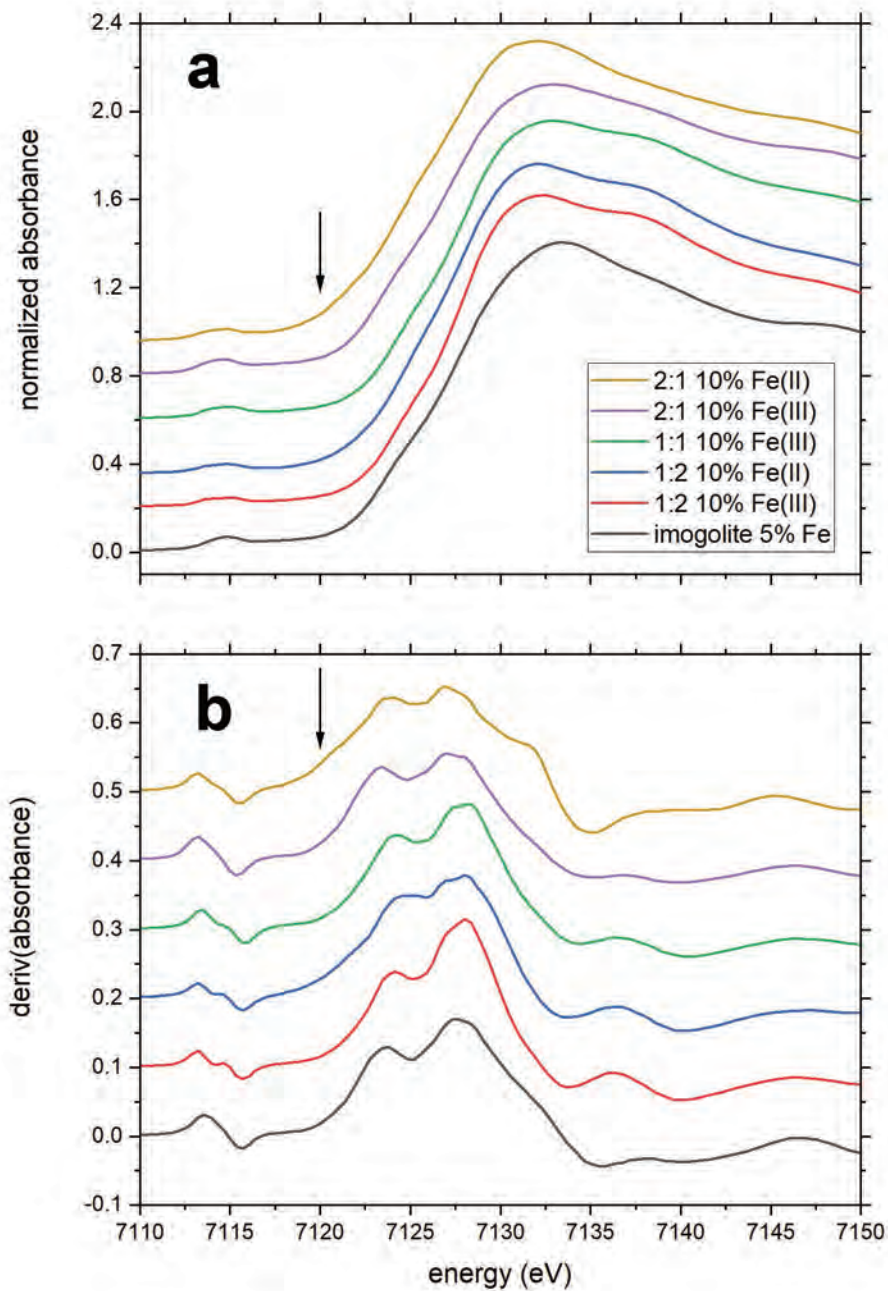 a
2.4
2.0
1.6
1.2
0.8
0.4
0.0
normalized absorbance
2:1 10% Fe(II)
2:1 10% Fe(III)
1:1 10% Fe(III)
1:2 10% Fe(II)
1:2 10% Fe(III)
imogolite 5% Fe
b
0.7
0.6
0.5
0.4
0.3
0.2
0.1
0.0
-0.1
deriv(absorbance)
7110 7115 7120 7125 7130 7135 7140 7145 7150
energy (eV)